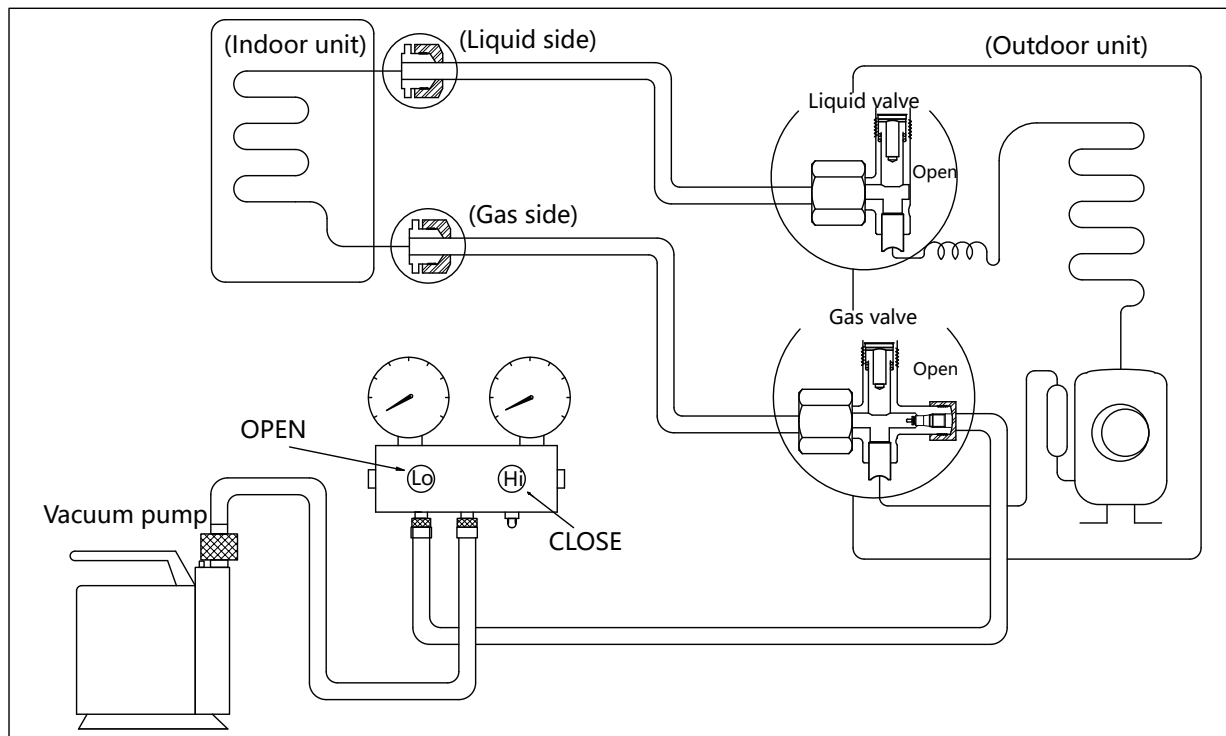 (Indoor unit)
(Liquid side)
(Outdoor unit)
Liquid valve
Open
(Gas side)
Gas valve
Open
OPEN
Lo
Hi
CLOSE
Vacuum pump